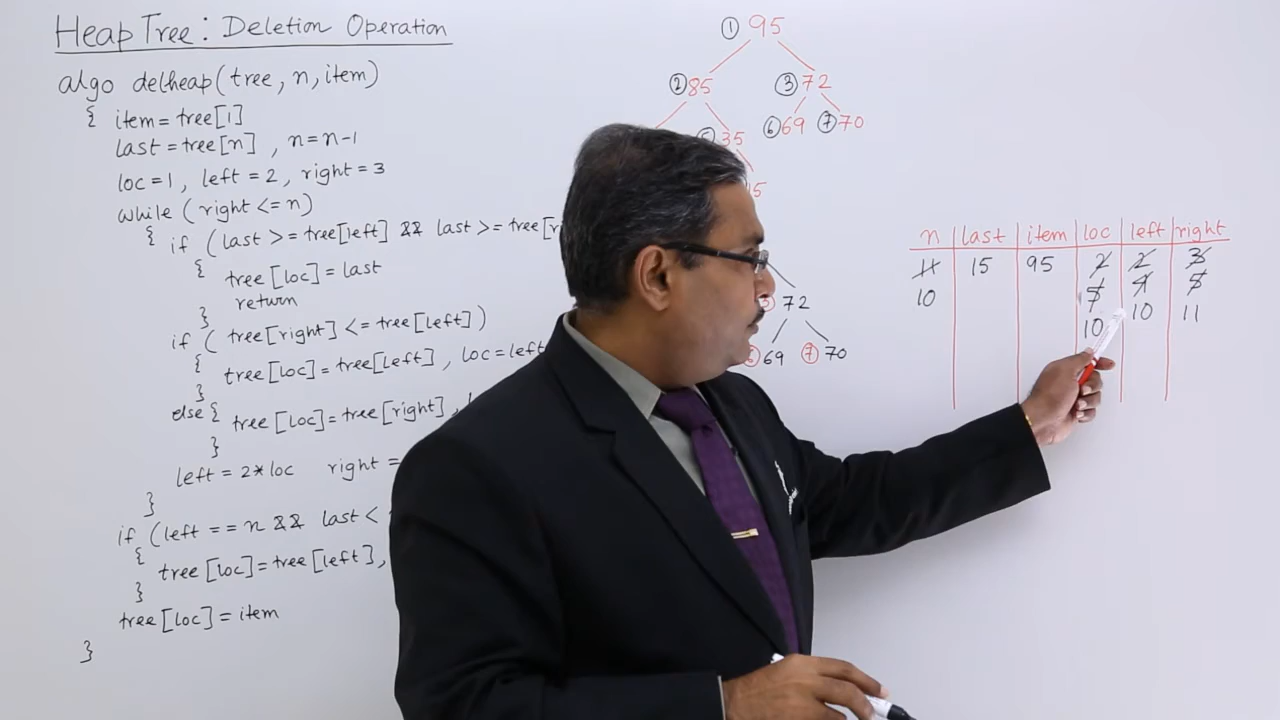 Heap Tree: Deletion Operation
algo delheap(tree, n, item)
{ item = tree[1]
last = tree[n] , n = n-1
loc = 1 , left = 2 , right = 3
while ( right <= n)
{ if ( last >= tree[left] && last >= tree[
{ tree [loc] = last
return
}
if ( tree[right] <= tree[left] )
{ tree [loc] = tree[left] , loc = left
}
else { tree [loc] = tree[right] ,
}
left = 2*loc right =
}
if (left == n && last <
{ tree [loc] = tree [left] ,
}
tree [loc] = item
}
① 95
② 85 ③ 72
35 ⑥ 69 ⑦ 70
72
69 ⑦ 70
n last item loc left right
11 15 95 2 2 3
10 5 4 5
10 10 11